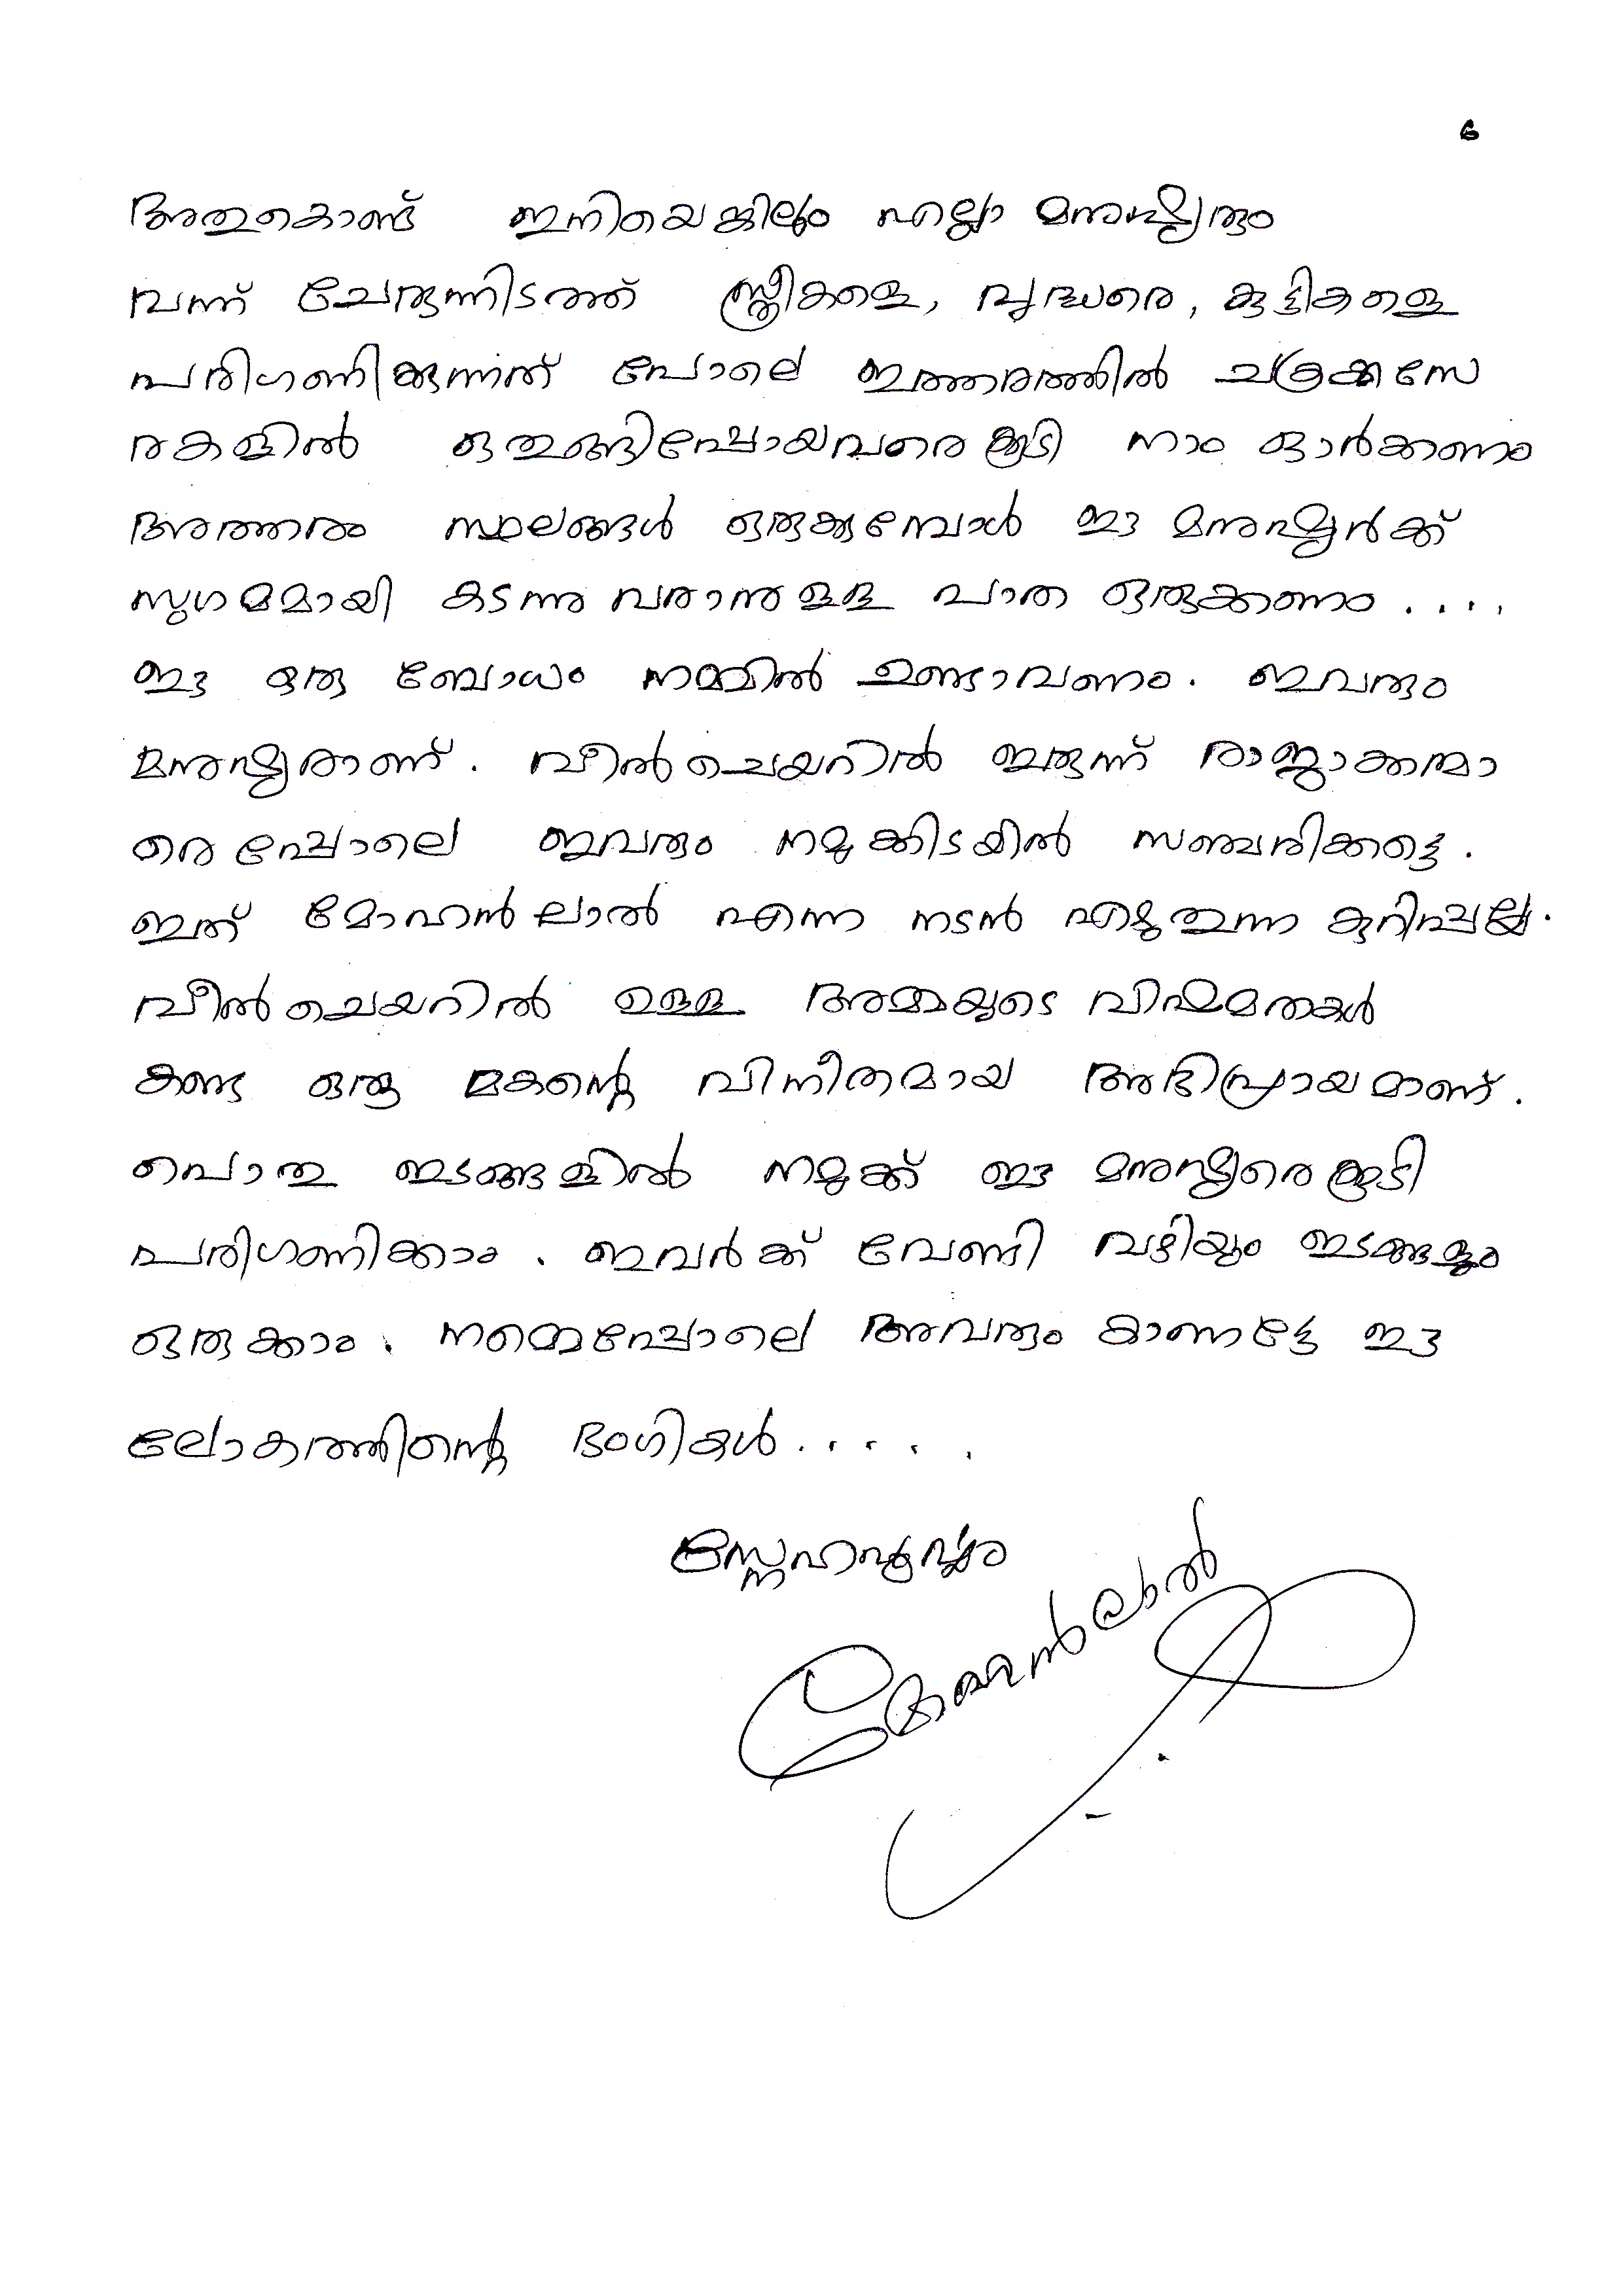 6
അതുകൊണ്ട് ഇനിയെങ്കിലും എല്ലാ മനുഷ്യരും
വന്ന് ചേരുന്നിടത്ത് സ്ത്രീകളെ, വൃദ്ധരെ, കുട്ടികളെ
പരിഗണിക്കുന്നത് പോലെ ഇത്തരത്തിൽ ചക്രക്കസേ
രകളിൽ ഒതുങ്ങിപ്പോയവരെക്കൂടി നാം ഓർക്കണം
അത്തരം സ്ഥലങ്ങൾ ഒരുക്കുമ്പോൾ ഈ മനുഷ്യർക്ക്
സുഗമമായി കടന്നു വരാനുള്ള പാത ഒരുക്കണം....
ഈ ഒരു ബോധം നമ്മിൽ ഉണ്ടാവണം. ഇവരും
മനുഷ്യരാണ്. വീൽചെയറിൽ ഇരുന്ന് രാജാക്കന്മാ
രെപ്പോലെ ഇവരും നമുക്കിടയിൽ സഞ്ചരിക്കട്ടെ.
ഇത് മോഹൻലാൽ എന്ന നടൻ എഴുതുന്ന കുറിപ്പല്ല.
വീൽചെയറിൽ ഉള്ള അമ്മയുടെ വിഷമതകൾ
കണ്ട ഒരു മകന്റെ വിനീതമായ അഭിപ്രായമാണ്.
പൊതു ഇടങ്ങളിൽ നമുക്ക് ഈ മനുഷ്യരെക്കൂടി
പരിഗണിക്കാം. ഇവർക്ക് വേണ്ടി വഴിയും ഇടങ്ങളും
ഒരുക്കാം. നമ്മെപ്പോലെ അവരും കാണട്ടേ ഈ
ലോകത്തിന്റെ ഭംഗികൾ.....
സ്നേഹപൂർവ്വം
മോഹൻലാൽ